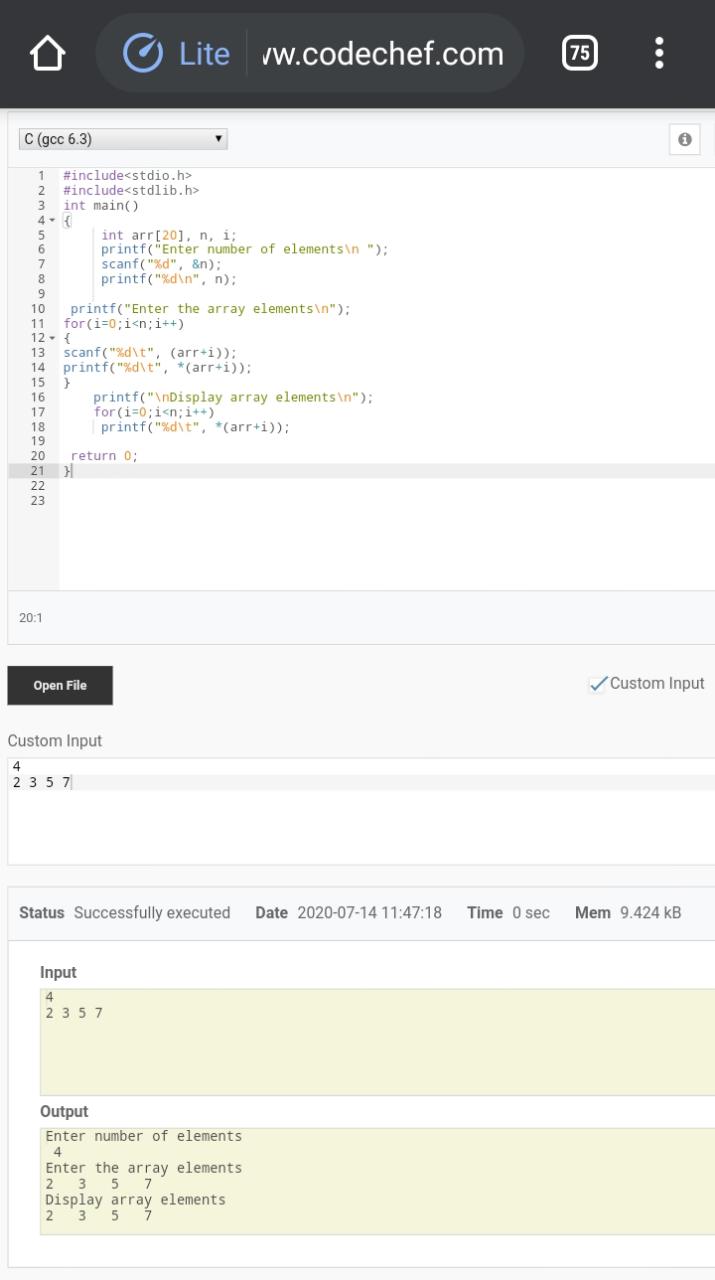 Lite
vw.codechef.com
75
C (gcc 6.3)
1 #include<stdio.h>
2 #include<stdlib.h>
3 int main()
4 {
5 int arr[20], n, i;
6 printf("Enter number of elements\n ");
7 scanf("%d", &n);
8 printf("%d\n", n);
9
10 printf("Enter the array elements\n");
11 for(i=0;i<n;i++)
12 {
13 scanf("%d\t", (arr+i));
14 printf("%d\t", *(arr+i));
15 }
16 printf("\nDisplay array elements\n");
17 for(i=0;i<n;i++)
18 printf("%d\t", *(arr+i));
19
20 return 0;
21 }
22
23
20:1
Open File
Custom Input
Custom Input
4
2 3 5 7
Status Successfully executed Date 2020-07-14 11:47:18 Time 0 sec Mem 9.424 kB
Input
4
2 3 5 7
Output
Enter number of elements
4
Enter the array elements
2 3 5 7
Display array elements
2 3 5 7